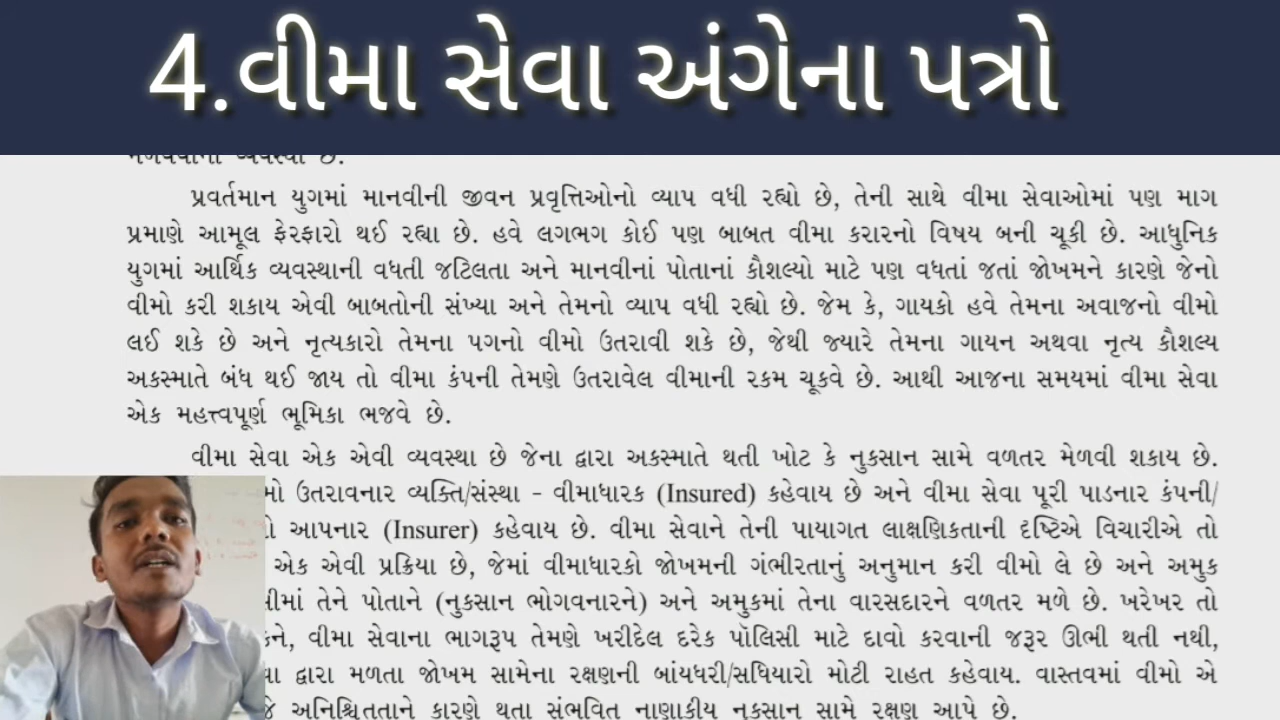 4.વીમા સેવા અંગેના પત્રો
પ્રવર્તમાન યુગમાં માનવીની જીવન પ્રવૃત્તિઓનો વ્યાપ વધી રહ્યો છે, તેની સાથે વીમા સેવાઓમાં પણ માગ
પ્રમાણે આમૂલ ફેરફારો થઈ રહ્યા છે. હવે લગભગ કોઈ પણ બાબત વીમા કરારનો વિષય બની ચૂકી છે. આધુનિક
યુગમાં આર્થિક વ્યવસ્થાની વધતી જટિલતા અને માનવીનાં પોતાનાં કૌશલ્યો માટે પણ વધતાં જતાં જોખમને કારણે જેનો
વીમો કરી શકાય એવી બાબતોની સંખ્યા અને તેમનો વ્યાપ વધી રહ્યો છે. જેમ કે, ગાયકો હવે તેમના અવાજનો વીમો
લઈ શકે છે અને નૃત્યકારો તેમના પગનો વીમો ઉતરાવી શકે છે, જેથી જ્યારે તેમના ગાયન અથવા નૃત્ય કૌશલ્ય
અકસ્માતે બંધ થઈ જાય તો વીમા કંપની તેમણે ઉતરાવેલ વીમાની રકમ ચૂકવે છે. આથી આજના સમયમાં વીમા સેવા
એક મહત્ત્વપૂર્ણ ભૂમિકા ભજવે છે.
વીમા સેવા એક એવી વ્યવસ્થા છે જેના દ્વારા અકસ્માતે થતી ખોટ કે નુકસાન સામે વળતર મેળવી શકાય છે.
ઉતરાવનાર વ્યક્તિ/સંસ્થા - વીમાધારક (Insured) કહેવાય છે અને વીમા સેવા પૂરી પાડનાર કંપની/
આપનાર (Insurer) કહેવાય છે. વીમા સેવાને તેની પાયાગત લાક્ષણિકતાની દૃષ્ટિએ વિચારીએ તો
એક એવી પ્રક્રિયા છે, જેમાં વીમાધારકો જોખમની ગંભીરતાનું અનુમાન કરી વીમો લે છે અને અમુક
તેને પોતાને (નુકસાન ભોગવનારને) અને અમુકમાં તેના વારસદારને વળતર મળે છે. ખરેખર તો
વીમા સેવાના ભાગરૂપ તેમણે ખરીદેલ દરેક પૉલિસી માટે દાવો કરવાની જરૂર ઊભી થતી નથી,
દ્વારા મળતા જોખમ સામેના રક્ષણની બાંયધરી/સધિયારો મોટી રાહત કહેવાય. વાસ્તવમાં વીમો એ
અનિશ્ચિતતાને કારણે થતા સંભવિત નાણાકીય નુકસાન સામે રક્ષણ આપે છે.